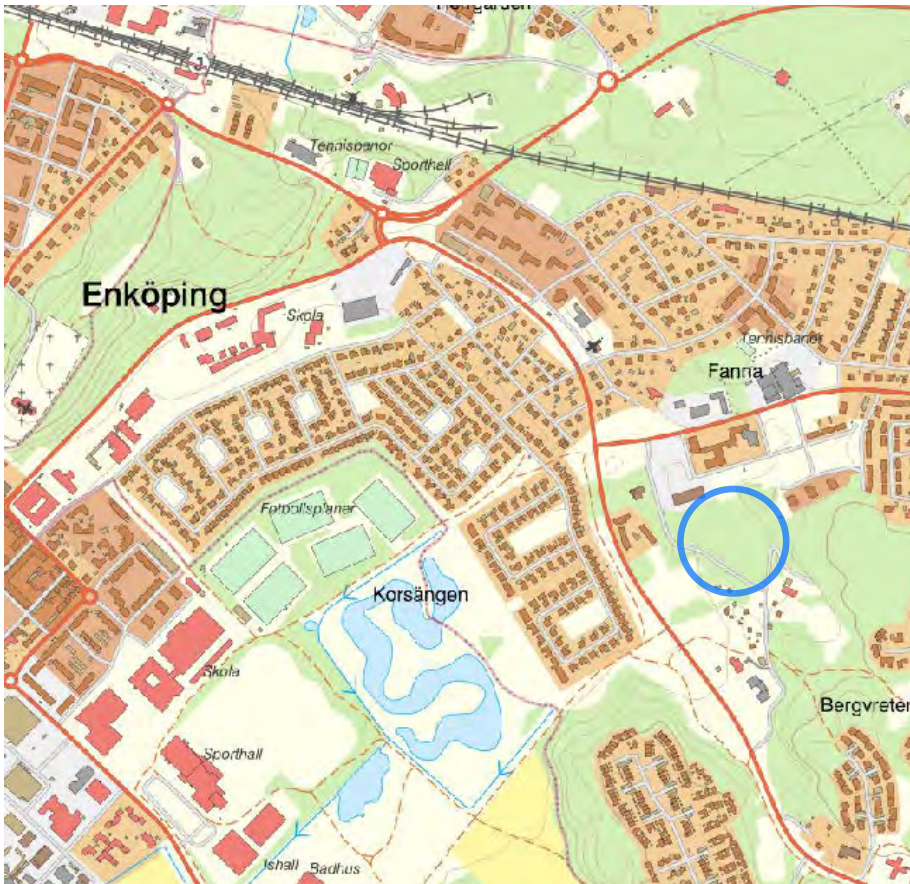 Tennisbanor
Sporthall
Enköping
Skola
Tennisbanor
Fanna
Fotbollsplaner
Korsängen
Skola
Bergvreten
Sporthall
Ishall
Badhus